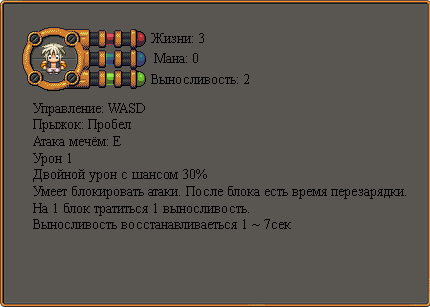 Жизни: 3
Мана: 0
Выносливость: 2
Управление: WASD
Прыжок: Пробел
Атака мечём: E
Урон 1
Двойной урон с шансом 30%
Умеет блокировать атаки. После блока есть время перезарядки.
На 1 блок тратиться 1 выносливость.
Выносливость восстанавливаеться 1 ~ 7сек